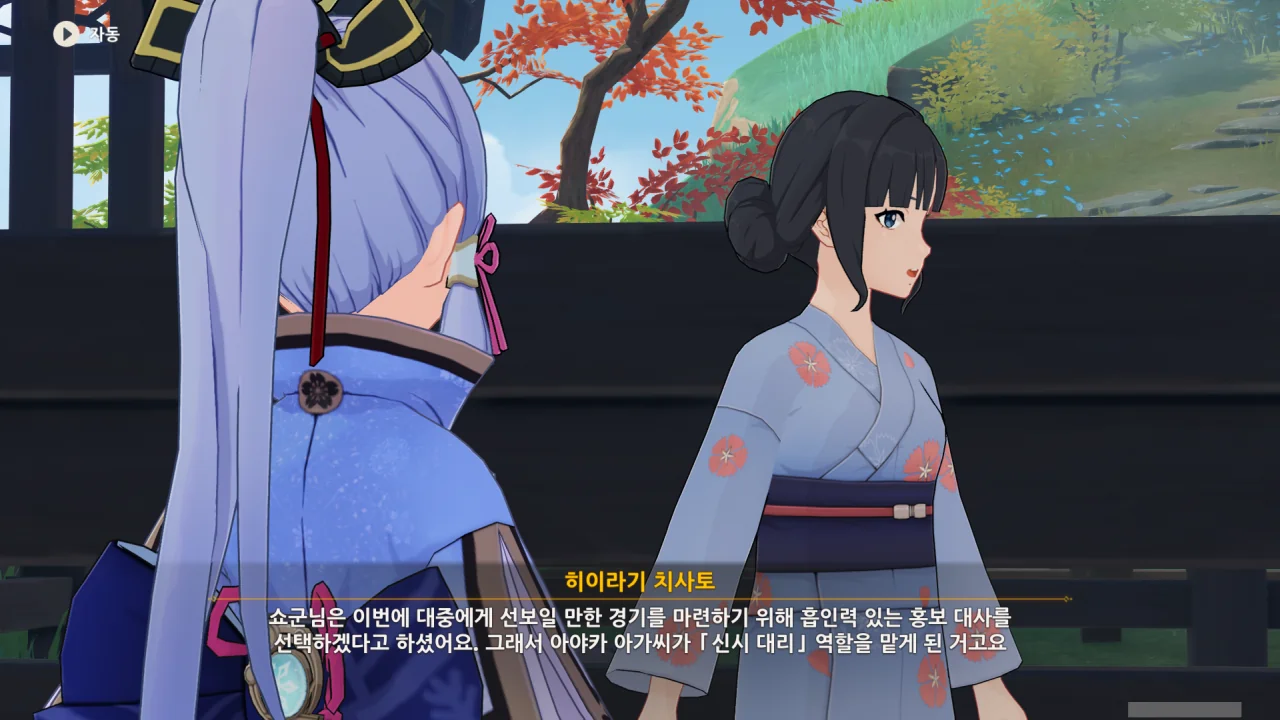 자동
히이라기 치사토
쇼군님은 이번에 대중에게 선보일 만한 경기를 마련하기 위해 흡인력 있는 홍보 대사를
선택하겠다고 하셨어요. 그래서 아야카 아가씨가 「신시 대리」 역할을 맡게 된 거고요